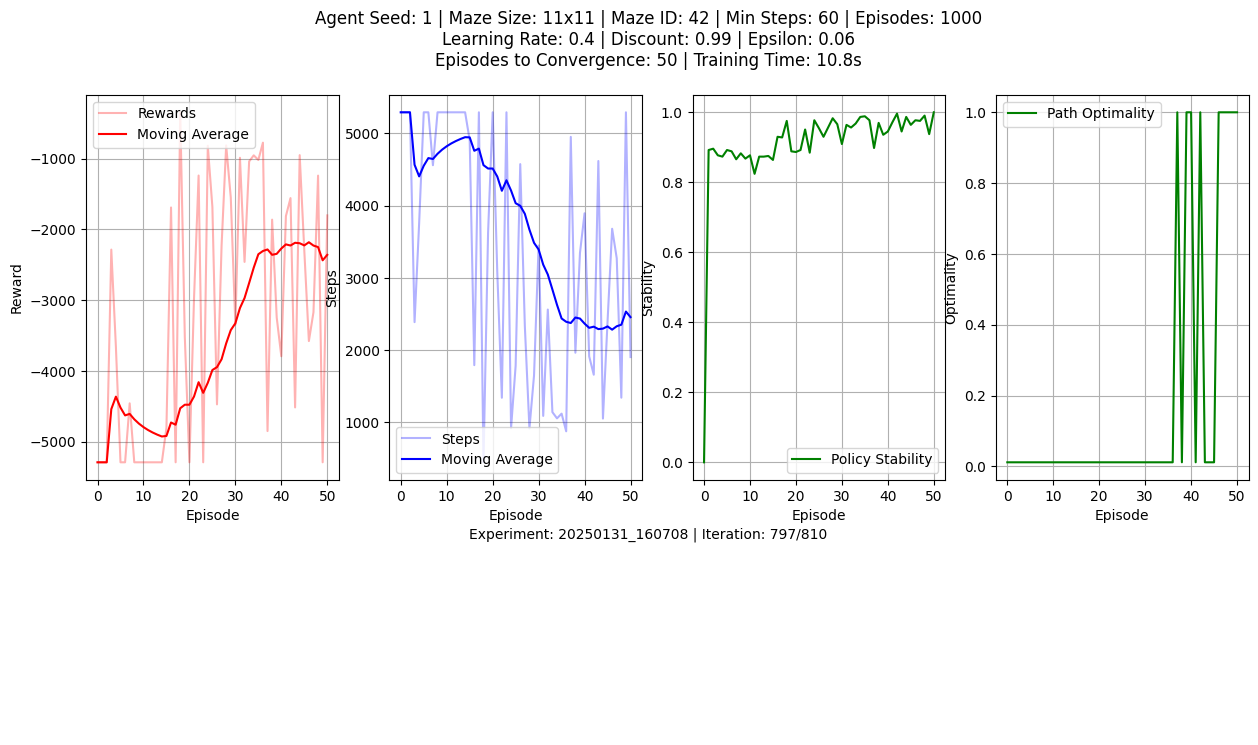 Agent Seed: 1 | Maze Size: 11x11 | Maze ID: 42 | Min Steps: 60 | Episodes: 1000
Learning Rate: 0.4 | Discount: 0.99 | Epsilon: 0.06
Episodes to Convergence: 50 | Training Time: 10.8s
Rewards
Moving Average
Reward
−1000
−2000
−3000
−4000
−5000
0 10 20 30 40 50
Episode
Steps
5000
4000
3000
2000
1000
Steps
Moving Average
0 10 20 30 40 50
Episode
Stability
1.0
0.8
0.6
0.4
0.2
0.0
Policy Stability
0 10 20 30 40 50
Episode
Optimality
Path Optimality
1.0
0.8
0.6
0.4
0.2
0.0
0 10 20 30 40 50
Episode
Experiment: 20250131_160708 | Iteration: 797/810